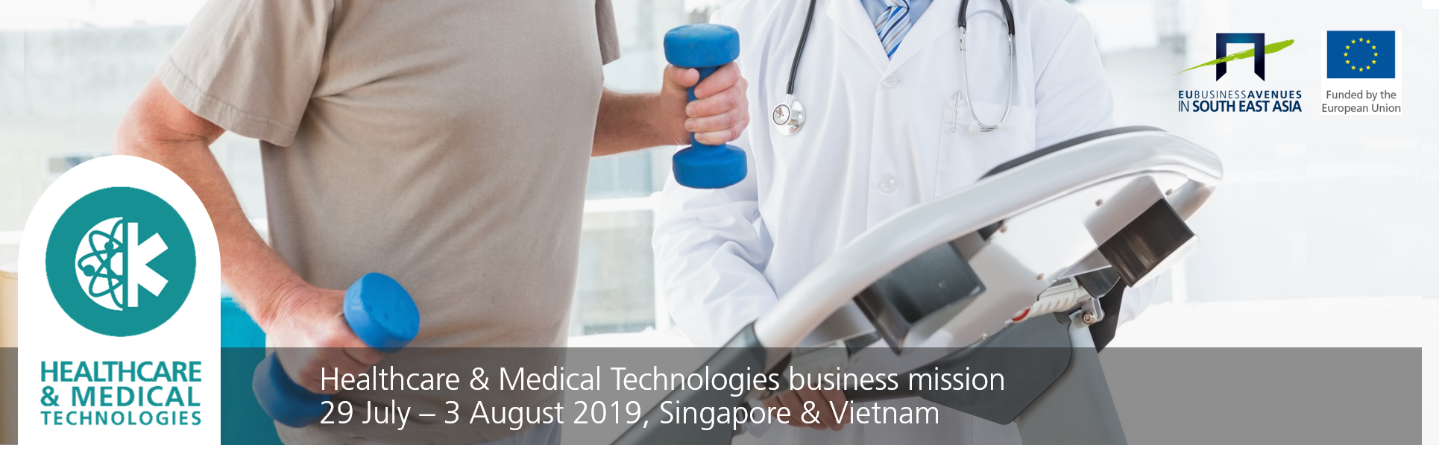 EUBUSINESSAVENUES
IN SOUTH EAST ASIA
Funded by the
European Union
HEALTHCARE
& MEDICAL
TECHNOLOGIES
Healthcare & Medical Technologies business mission
29 July – 3 August 2019, Singapore & Vietnam